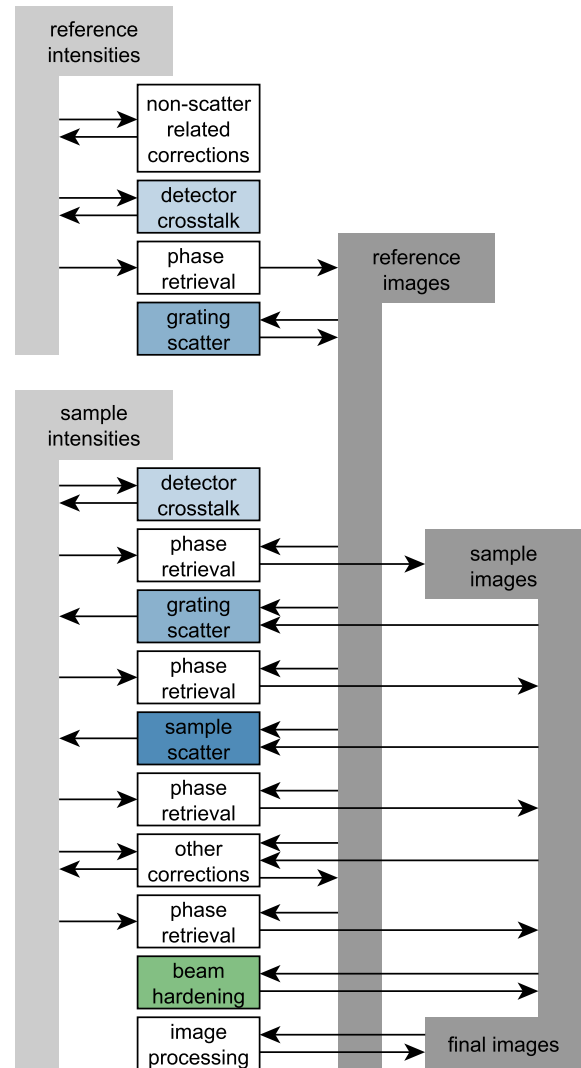 reference
intensities
non-scatter
related
corrections
detector
crosstalk
phase
retrieval
reference
images
grating
scatter
sample
intensities
detector
crosstalk
phase
retrieval
sample
images
grating
scatter
phase
retrieval
sample
scatter
phase
retrieval
other
corrections
phase
retrieval
beam
hardening
image
processing
final images